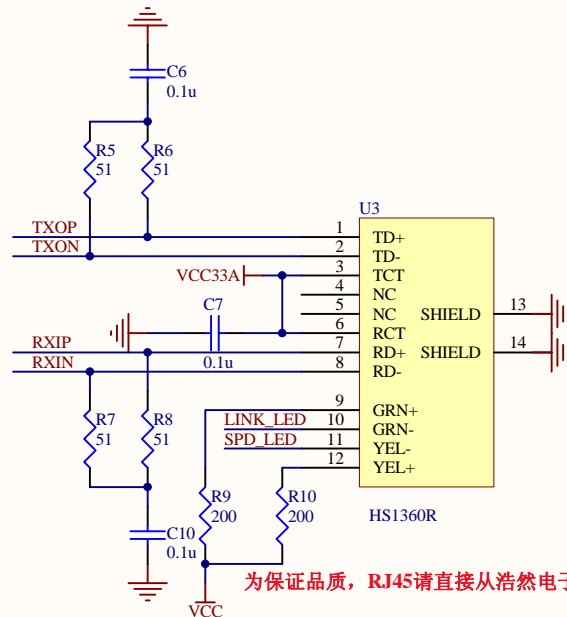 C6
0.1u
R5
51
R6
51
U3
TXOP
1
TD+
TXON
2
TD-
VCC33A
3
TCT
4
NC
C7
5
NC
SHIELD
13
6
RCT
RXIP
0.1u
7
RD+
SHIELD
14
RXIN
8
RD-
9
GRN+
R7
51
R8
51
LINK_LED
10
GRN-
SPD_LED
11
YEL-
12
YEL+
R9
200
R10
200
HS1360R
C10
0.1u
为保证品质，RJ45请直接从浩然电子
VCC